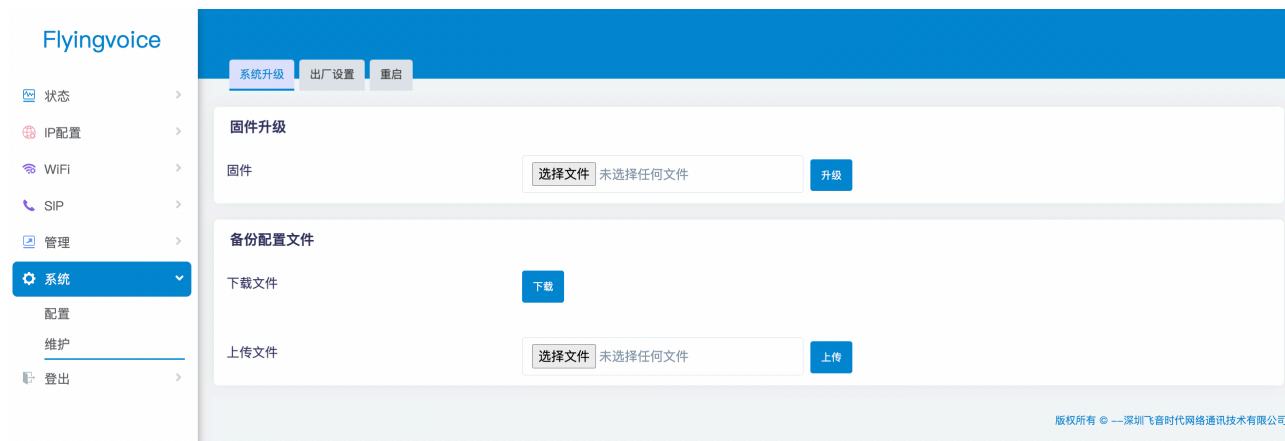 Flyingvoice
状态
IP配置
WiFi
SIP
管理
系统
配置
维护
登出
系统升级 出厂设置 重启
固件升级
固件 选择文件 未选择任何文件 升级
备份配置文件
下载文件 下载
上传文件 选择文件 未选择任何文件 上传
版权所有 © ––深圳飞音时代网络通讯技术有限公司